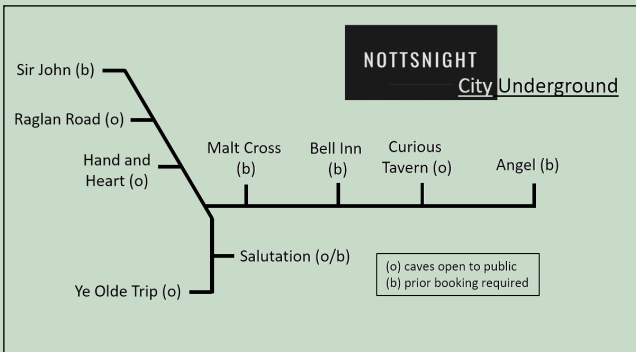 NOTTSNIGHT
City Underground
Sir John (b)
Raglan Road (o)
Hand and
Heart (o)
Malt Cross
(b)
Bell Inn
(b)
Curious
Tavern (o)
Angel (b)
Salutation (o/b)
Ye Olde Trip (o)
(o) caves open to public
(b) prior booking required